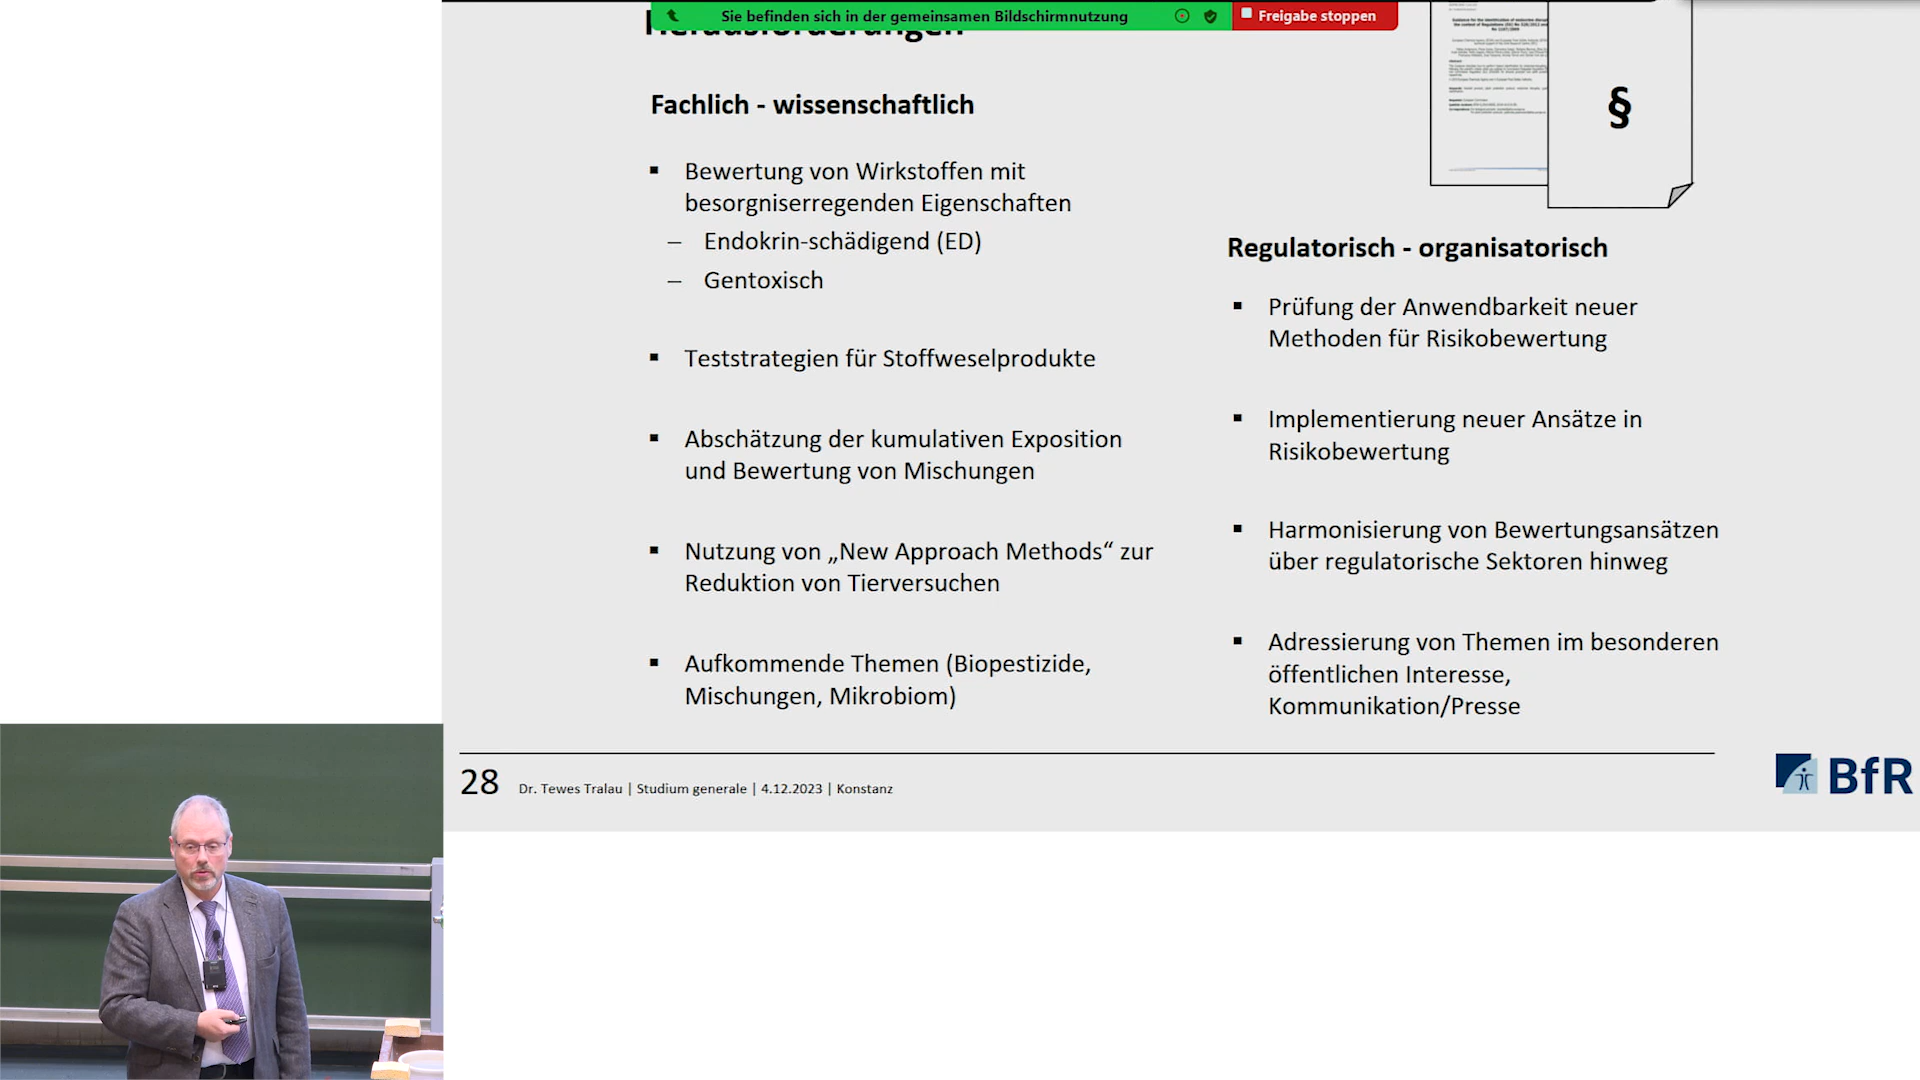 Sie befinden sich in der gemeinsamen Bildschirmnutzung
Freigabe stoppen
Herausforderungen
Fachlich - wissenschaftlich
Bewertung von Wirkstoffen mit
besorgniserregenden Eigenschaften
– Endokrin-schädigend (ED)
– Gentoxisch
Teststrategien für Stoffweselprodukte
Abschätzung der kumulativen Exposition
und Bewertung von Mischungen
Nutzung von „New Approach Methods“ zur
Reduktion von Tierversuchen
Aufkommende Themen (Biopestizide,
Mischungen, Mikrobiom)
§
Regulatorisch - organisatorisch
Prüfung der Anwendbarkeit neuer
Methoden für Risikobewertung
Implementierung neuer Ansätze in
Risikobewertung
Harmonisierung von Bewertungsansätzen
über regulatorische Sektoren hinweg
Adressierung von Themen im besonderen
öffentlichen Interesse,
Kommunikation/Presse
28 Dr. Tewes Tralau | Studium generale | 4.12.2023 | Konstanz
BfR